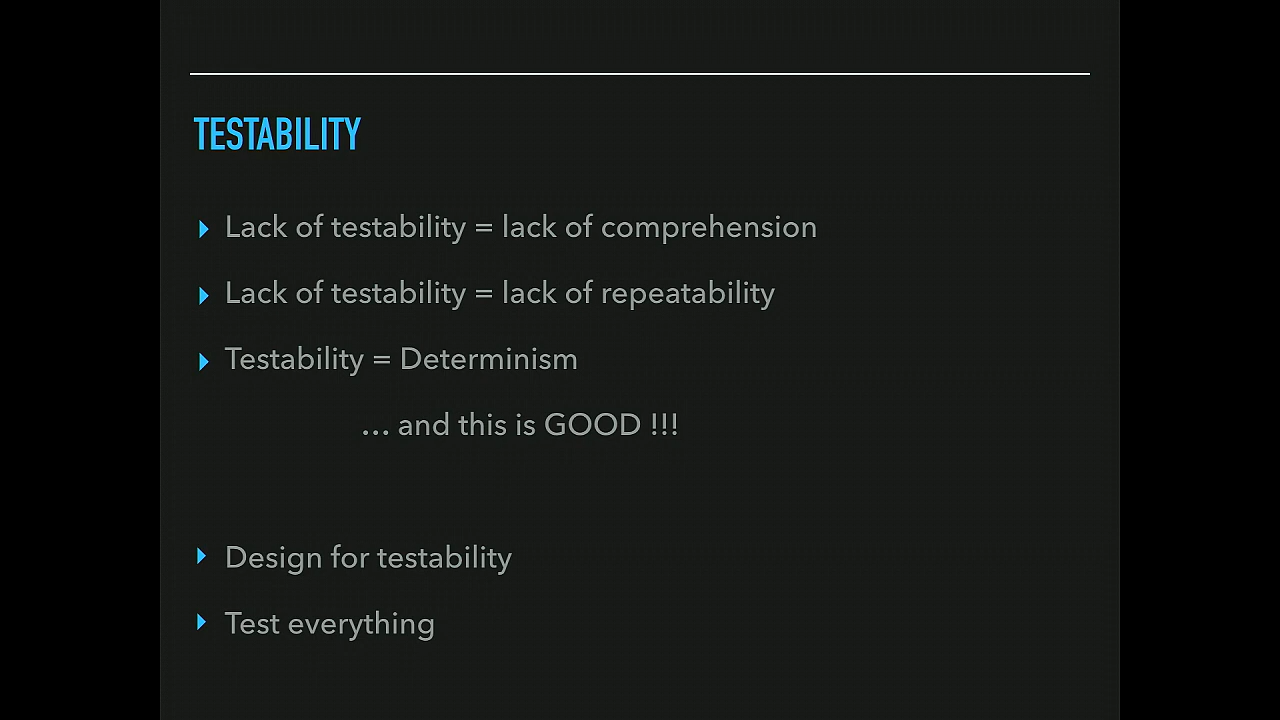 TESTABILITY
Lack of testability = lack of comprehension
Lack of testability = lack of repeatability
Testability = Determinism
… and this is GOOD !!!
Design for testability
Test everything